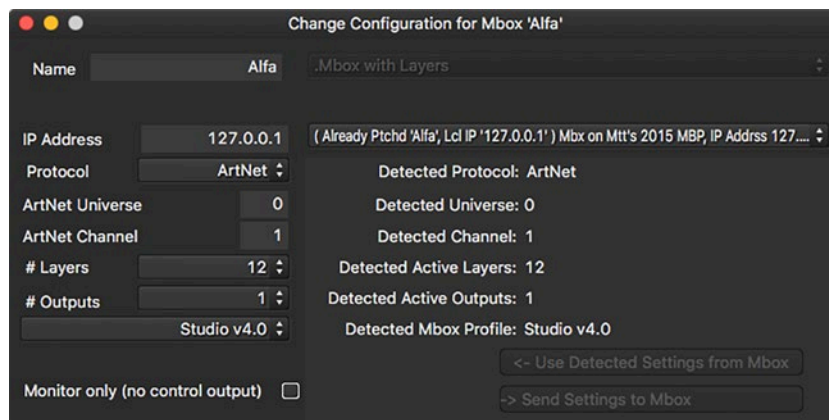 Change Configuration for Mbox 'Alfa'
Name Alfa .Mbox with Layers
IP Address 127.0.0.1 ( Already Ptchd 'Alfa', Lcl IP '127.0.0.1' ) Mbx on Mtt's 2015 MBP, IP Addrss 127....
Protocol ArtNet Detected Protocol: ArtNet
ArtNet Universe 0 Detected Universe: 0
ArtNet Channel 1 Detected Channel: 1
# Layers 12 Detected Active Layers: 12
# Outputs 1 Detected Active Outputs: 1
Studio v4.0 Detected Mbox Profile: Studio v4.0
<- Use Detected Settings from Mbox
Monitor only (no control output) -> Send Settings to Mbox